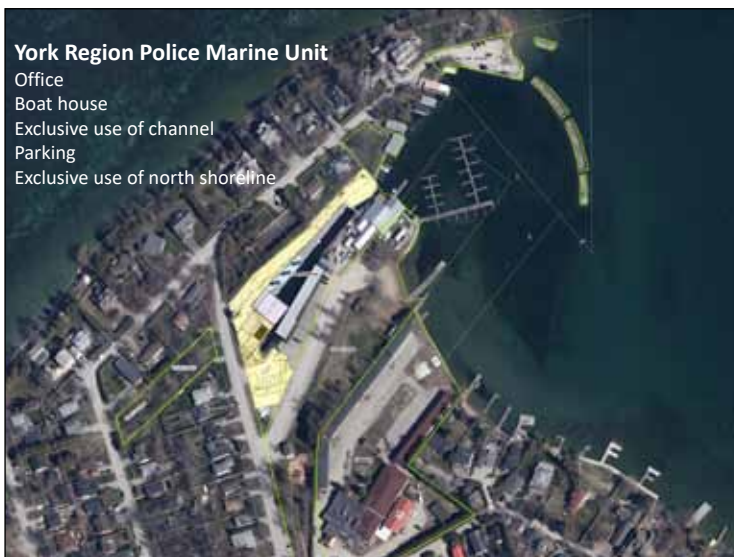 York Region Police Marine Unit
Office
Boat house
Exclusive use of channel
Parking
Exclusive use of north shoreline